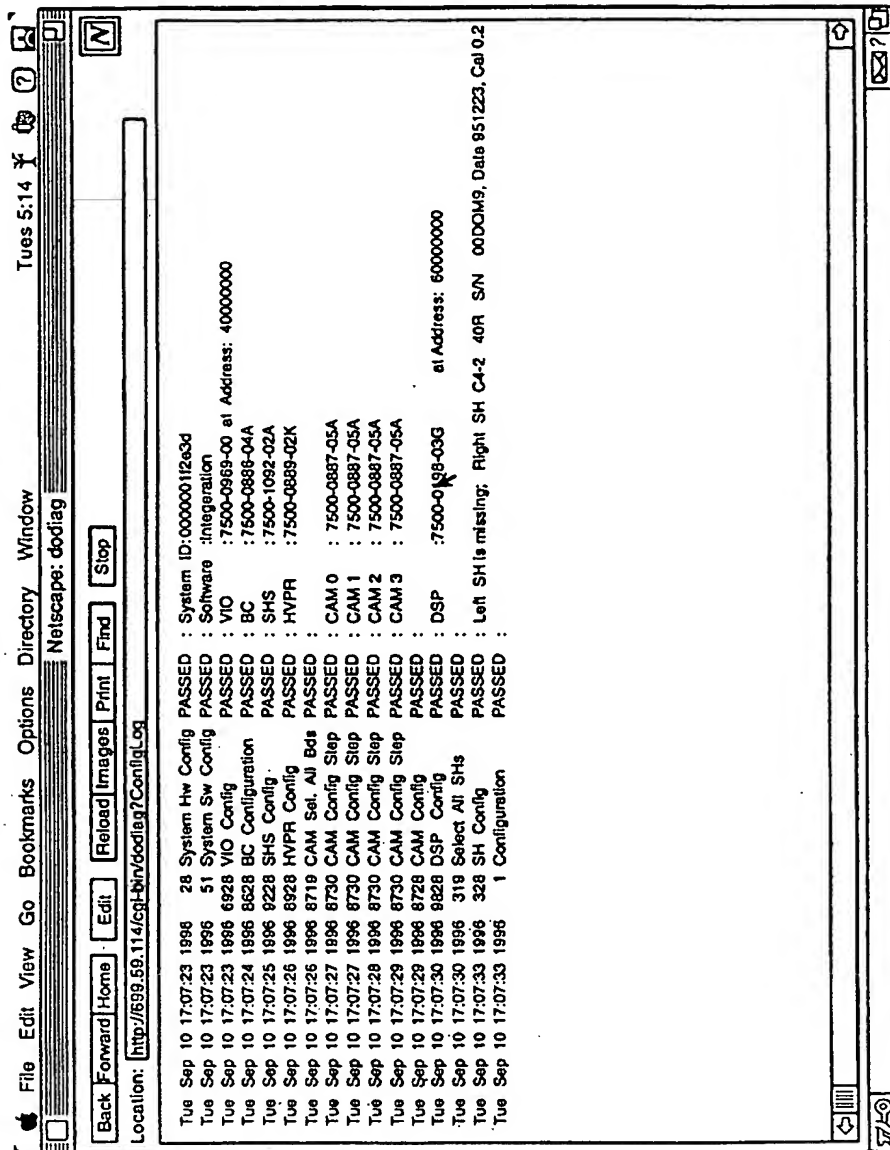 File Edit View Go Bookmarks Options Directory Window Tues 5:14 ?
Netscape: dodiag
Back Forward Home Edit Reload Images Print Find Stop N
Location: http://699.59.114/cgi-bin/dodiag?ConfigLog
Tue Sep 10 17:07:23 1996 28 System Hw Config PASSED : System ID:0000001f2e3d
Tue Sep 10 17:07:23 1996 51 System Sw Config PASSED : Software :Integeration
Tue Sep 10 17:07:23 1996 6928 VIO Config PASSED : VIO :7500-0969-00 at Address: 40000000
Tue Sep 10 17:07:24 1996 8628 BC Configuration PASSED : BC :7500-0886-04A
Tue Sep 10 17:07:25 1996 9228 SHS Config PASSED : SHS :7500-1092-02A
Tue Sep 10 17:07:26 1996 8928 HVPR Config PASSED : HVPR :7500-0889-02K
Tue Sep 10 17:07:26 1996 8719 CAM Sel. All Bds PASSED :
Tue Sep 10 17:07:27 1996 8730 CAM Config Step PASSED : CAM 0 : 7500-0887-05A
Tue Sep 10 17:07:27 1996 8730 CAM Config Step PASSED : CAM 1 : 7500-0887-05A
Tue Sep 10 17:07:28 1996 8730 CAM Config Step PASSED : CAM 2 : 7500-0887-05A
Tue Sep 10 17:07:29 1996 8730 CAM Config Step PASSED : CAM 3 : 7500-0887-05A
Tue Sep 10 17:07:29 1996 8728 CAM Config PASSED :
Tue Sep 10 17:07:30 1996 9828 DSP Config PASSED : DSP :7500-0198-03G at Address: 60000000
Tue Sep 10 17:07:30 1996 319 Select All SHs PASSED :
Tue Sep 10 17:07:33 1996 328 SH Config PASSED : Left SH is missing; Right SH C4-2 40R S/N 00DQM9, Date 951223, Cal 0.2
Tue Sep 10 17:07:33 1996 1 Configuration PASSED :
?